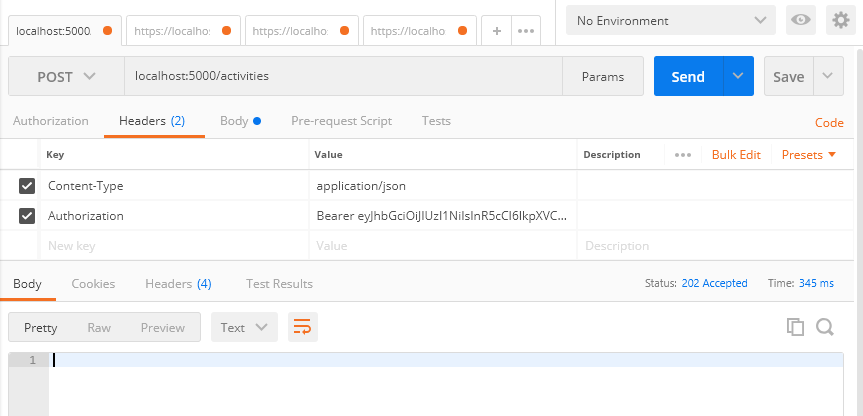 localhost:5000. https://localho: https://localho: https://localho + ••• No Environment
POST localhost:5000/activities Params Send Save
Authorization Headers (2) Body Pre-request Script Tests Code
Key Value Description ••• Bulk Edit Presets
Content-Type application/json
Authorization Bearer eyJhbGciOiJIUzI1NiIsInR5cCI6IkpXVC...
New key Value Description
Body Cookies Headers (4) Test Results Status: 202 Accepted Time: 345 ms
Pretty Raw Preview Text
1